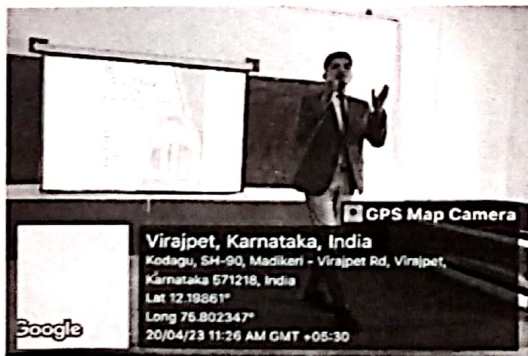 GPS Map Camera
Virajpet, Karnataka, India
Kodagu, SH-90, Madikeri - Virajpet Rd, Virajpet,
Karnataka 571218, India
Lat 12.19861°
Long 75.802347°
20/04/23 11:26 AM GMT +05:30
Google